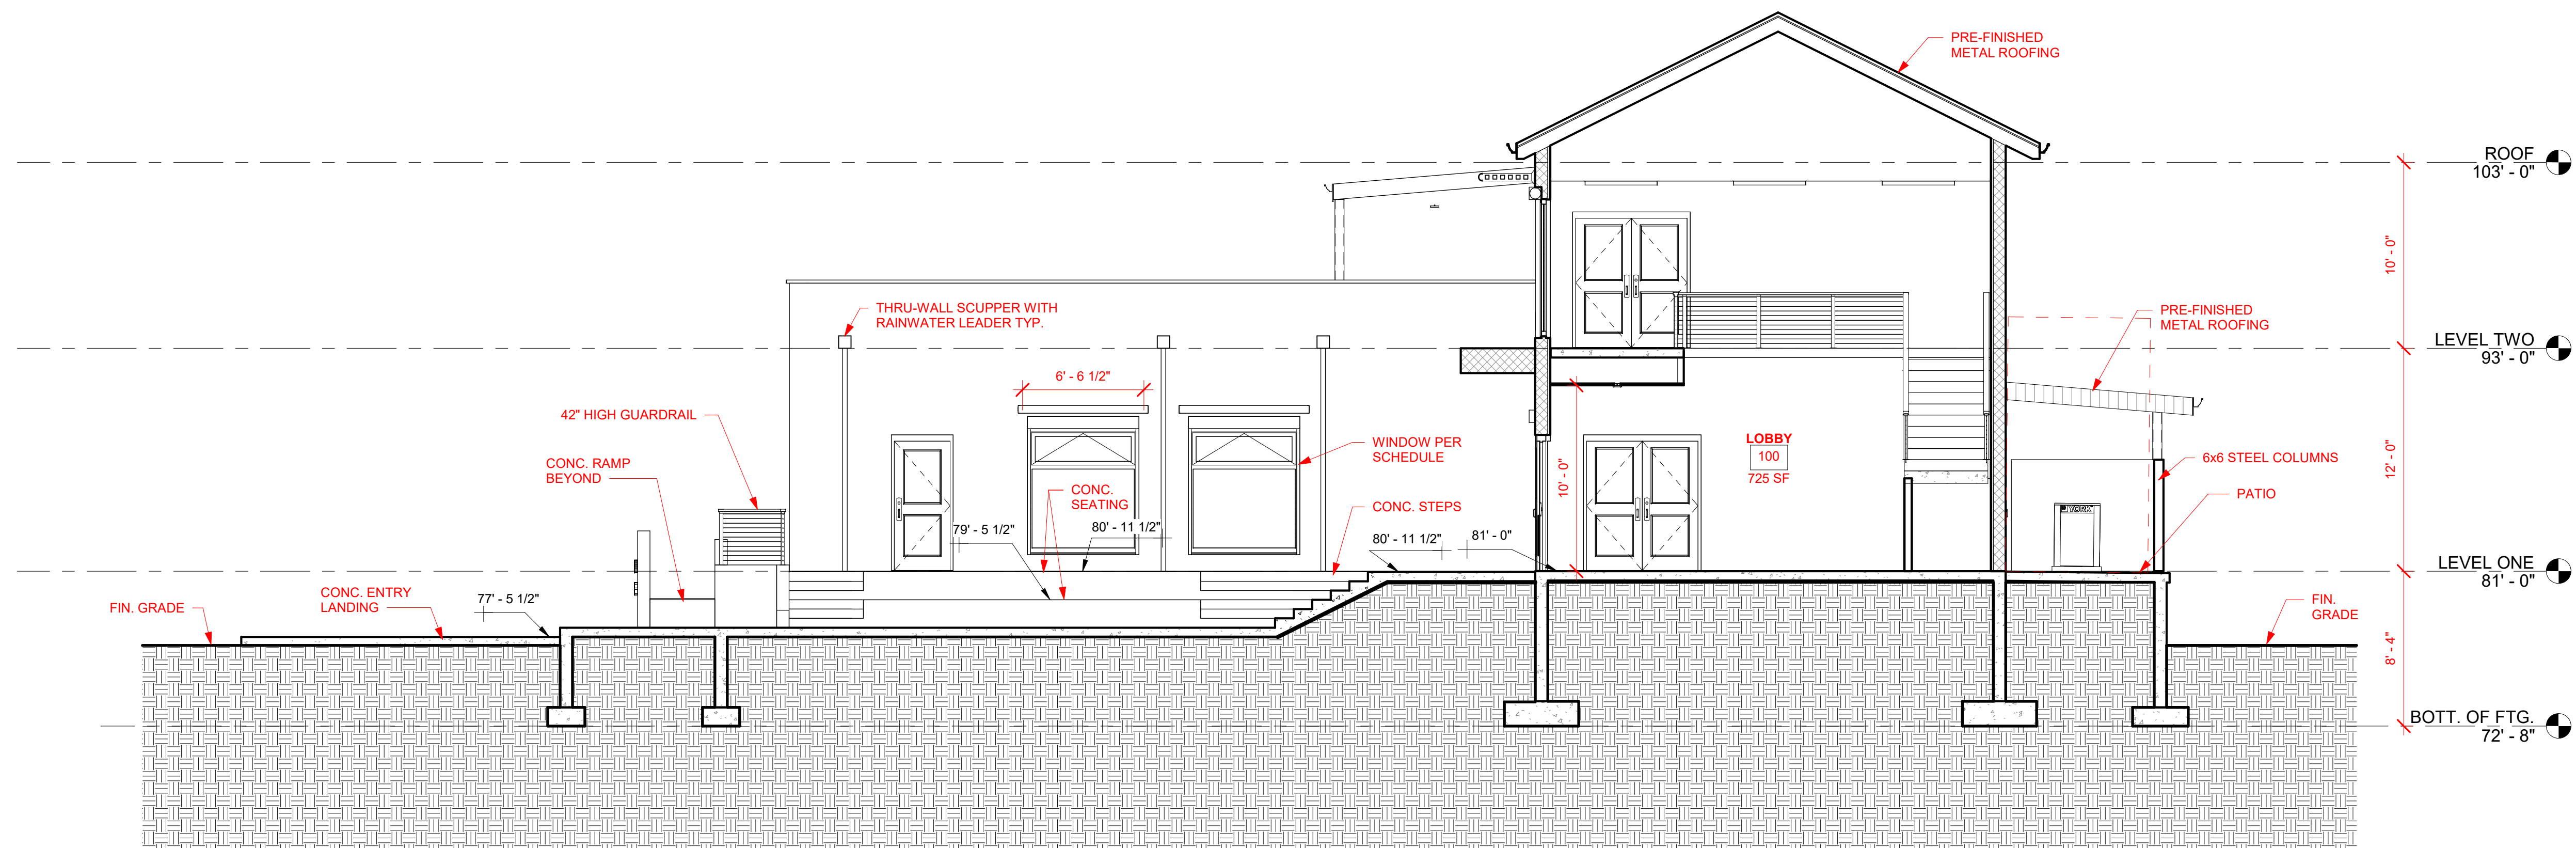 PRE-FINISHED
METAL ROOFING
ROOF
103' - 0"
10' - 0"
THRU-WALL SCUPPER WITH
RAINWATER LEADER TYP.
PRE-FINISHED
METAL ROOFING
LEVEL TWO
93' - 0"
6' - 6 1/2"
42" HIGH GUARDRAIL
CONC. RAMP
BEYOND
WINDOW PER
SCHEDULE
LOBBY
100
725 SF
10' - 0"
12' - 0"
6x6 STEEL COLUMNS
CONC.
SEATING
CONC. STEPS
PATIO
YORK
79' - 5 1/2"
80' - 11 1/2"
80' - 11 1/2"
81' - 0"
LEVEL ONE
81' - 0"
FIN. GRADE
CONC. ENTRY
LANDING
77' - 5 1/2"
FIN.
GRADE
8' - 4"
BOTT. OF FTG.
72' - 8"